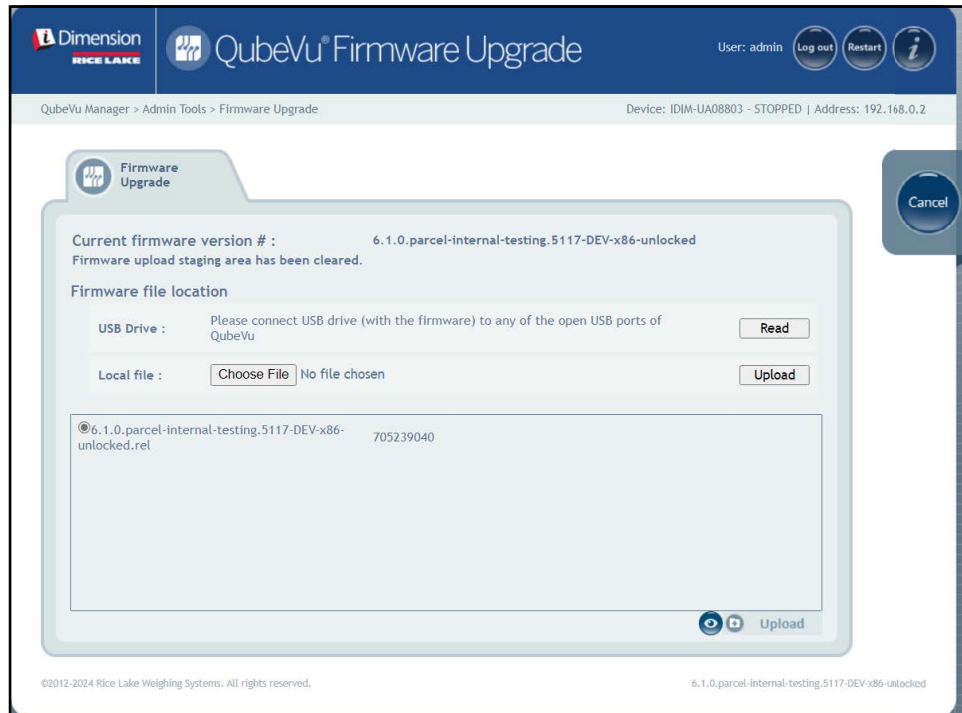 iDimension
RICE LAKE
QubeVu® Firmware Upgrade
User: admin
Log out
Restart
i
QubeVu Manager > Admin Tools > Firmware Upgrade
Device: IDIM-UA08803 - STOPPED | Address: 192.168.0.2
Firmware
Upgrade
Cancel
Current firmware version # : 6.1.0.parcel-internal-testing.5117-DEV-x86-unlocked
Firmware upload staging area has been cleared.
Firmware file location
USB Drive : Please connect USB drive (with the firmware) to any of the open USB ports of
QubeVu
Read
Local file : Choose File No file chosen Upload
6.1.0.parcel-internal-testing.5117-DEV-x86-
unlocked.rel
705239040
Upload
©2012-2024 Rice Lake Weighing Systems. All rights reserved.
6.1.0.parcel-internal-testing.5117-DEV-x86-unlocked